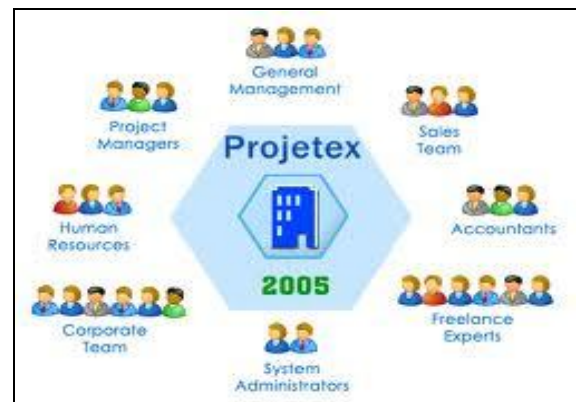 General
Management
Project
Managers
Sales
Team
Projetex
Human
Resources
Accountants
2005
Corporate
Team
Freelance
Experts
System
Administrators